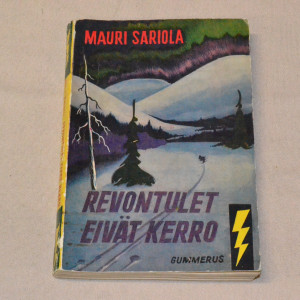 MAURI SARIOLA
REVONTULET
EIVÄT KERRO
GUMMERUS